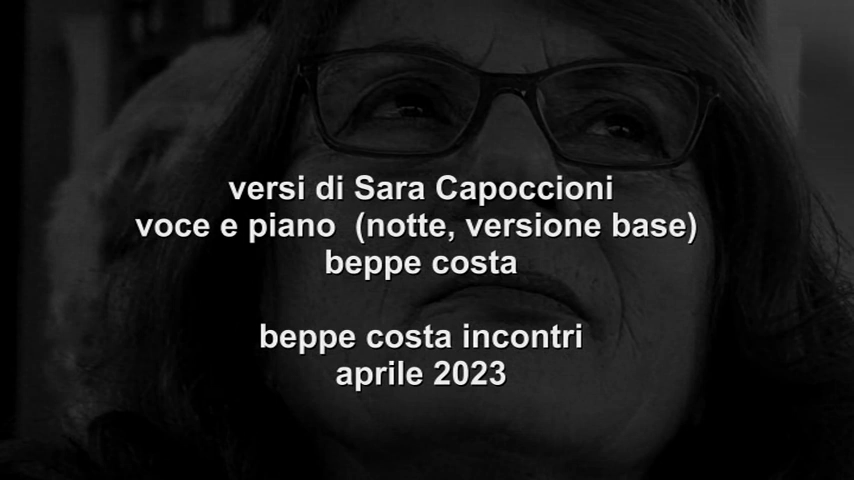 versi di Sara Capoccioni
voce e piano  (notte, versione base)
beppe costa
beppe costa incontri
aprile 2023